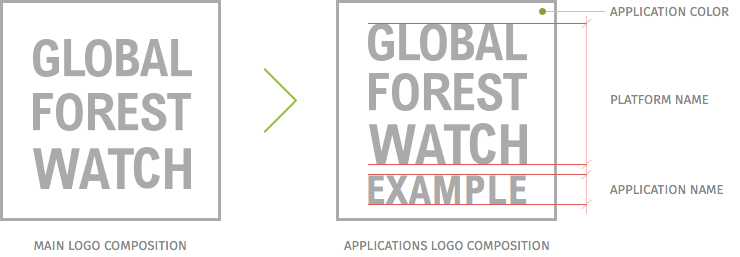 GLOBAL
FOREST
WATCH
MAIN LOGO COMPOSITION
GLOBAL
FOREST
WATCH
EXAMPLE
APPLICATIONS LOGO COMPOSITION
APPLICATION COLOR
PLATFORM NAME
APPLICATION NAME